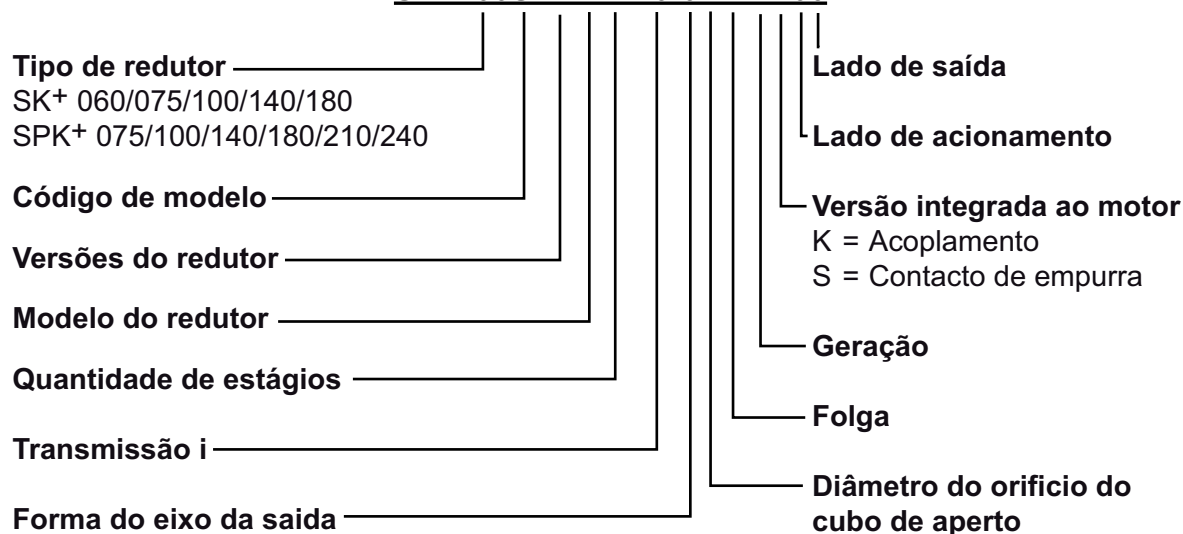 Tipo de redutor
SK+ 060/075/100/140/180
SPK+ 075/100/140/180/210/240
Código de modelo
Versões do redutor
Modelo do redutor
Quantidade de estágios
Transmissão i
Forma do eixo da saida
Lado de saída
Lado de acionamento
Versão integrada ao motor
K = Acoplamento
S = Contacto de empurra
Geração
Folga
Diâmetro do orificio do
cubo de aperto